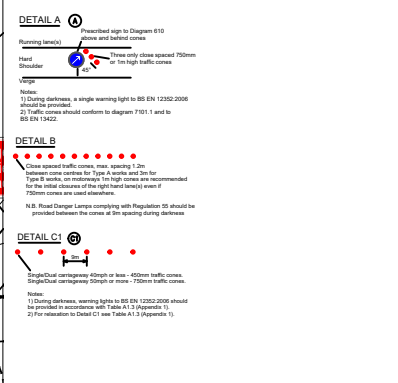 DETAIL A A
Prescribed sign to Diagram 610
above and behind cones
Running lane(s)
Three only close spaced 750mm
or 1m high traffic cones
Hard
Shoulder
45°
Verge
Notes:
1) During darkness, a single warning light to BS EN 12352:2006
should be provided.
2) Traffic cones should conform to diagram 7101.1 and to
BS EN 13422.
DETAIL B
Close spaced traffic cones, max. spacing 1.2m
between cone centres for Type A works and 3m for
Type B works, on motorways 1m high cones are recommended
for the initial closures of the right hand lane(s) even if
750mm cones are used elsewhere.
N.B. Road Danger Lamps complying with Regulation 55 should be
provided between the cones at 9m spacing during darkness
DETAIL C1 C1
9m
Single/Dual carriageway 40mph or less - 450mm traffic cones.
Single/Dual carriageway 50mph or more - 750mm traffic cones.
Notes:
1) During darkness, warning lights to BS EN 12352:2006 should
be provided in accordance with Table A1.3 (Appendix 1).
2) For relaxation to Detail C1 see Table A1.3 (Appendix 1).